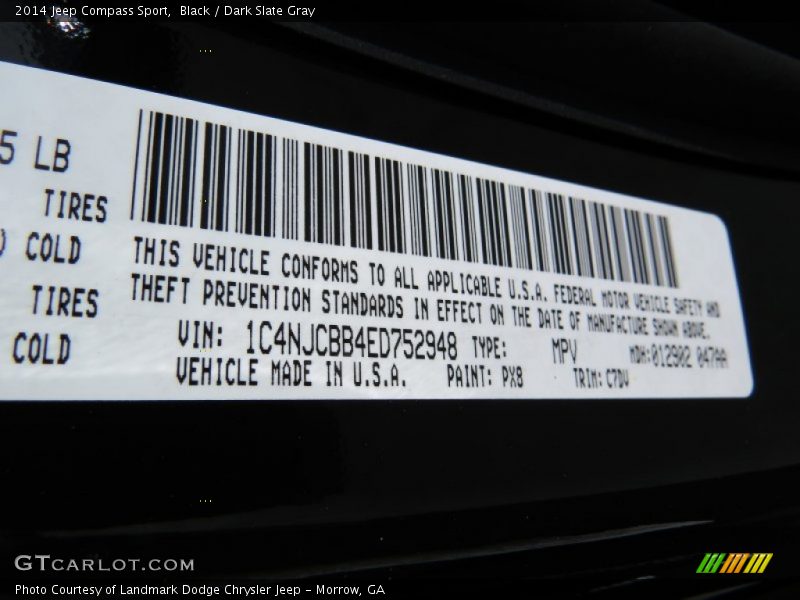 2014 Jeep Compass Sport,  Black / Dark Slate Gray
5 LB
TIRES
COLD
TIRES
COLD
THIS VEHICLE CONFORMS TO ALL APPLICABLE U.S.A. FEDERAL MOTOR VEHICLE SAFETY AND
THEFT PREVENTION STANDARDS IN EFFECT ON THE DATE OF MANUFACTURE SHOWN ABOVE.
VIN: 1C4NJCBB4ED752948 TYPE: MPV MDH:012902 047AA
VEHICLE MADE IN U.S.A. PAINT: PX8 TRIM: C7DV
GTCARLOT.COM
Photo Courtesy of Landmark Dodge Chrysler Jeep – Morrow, GA